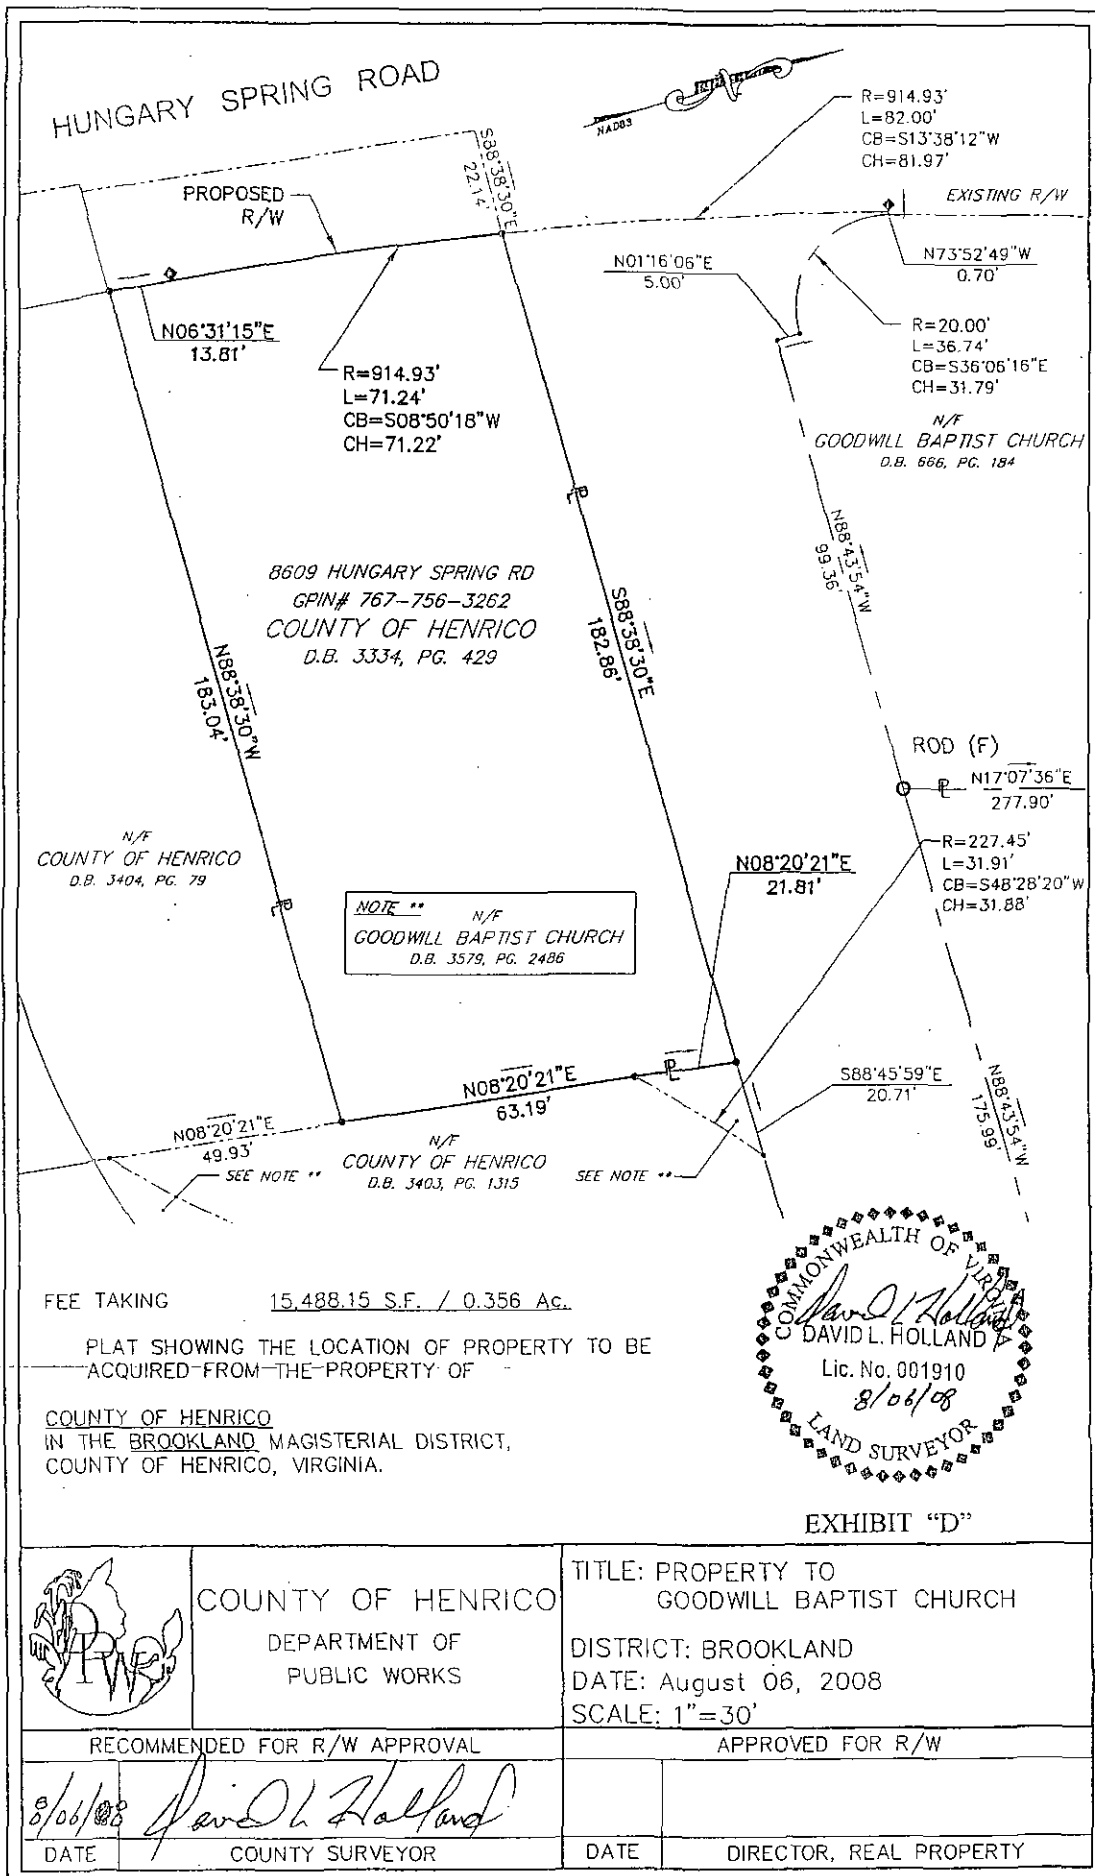 HUNGARY SPRING ROAD
NAD83
R=914.93'
L=82.00'
CB=S13°38'12"W
CH=81.97'
S88°38'30"E
22.14'
PROPOSED
R/W
EXISTING R/W
N01°16'06"E
5.00'
N73°52'49"W
0.70'
N06°31'15"E
13.81'
R=20.00'
L=36.74'
CB=S36°06'16"E
CH=31.79'
R=914.93'
L=71.24'
CB=S08°50'18"W
CH=71.22'
N/F
GOODWILL BAPTIST CHURCH
D.B. 666, PG. 184
PL
N88°43'54"W
99.36'
8609 HUNGARY SPRING RD
GPIN# 767-756-3262
COUNTY OF HENRICO
D.B. 3334, PG. 429
S88°38'30"E
182.86'
N88°38'30"W
183.04'
ROD (F)
PL
N17°07'36"E
277.90'
N/F
COUNTY OF HENRICO
D.B. 3404, PG. 79
R=227.45'
L=31.91'
CB=S48°28'20"W
CH=31.88'
N08°20'21"E
21.81'
PL
NOTE **
N/F
GOODWILL BAPTIST CHURCH
D.B. 3579, PG. 2486
PL
S88°45'59"E
20.71'
N08°20'21"E
63.19'
N88°43'54"W
175.99'
N08°20'21"E
49.93'
SEE NOTE **
N/F
COUNTY OF HENRICO
D.B. 3403, PG. 1315
SEE NOTE **
COMMONWEALTH OF VIRGINIA
David L Holland
DAVID L. HOLLAND
Lic. No. 001910
8/06/08
LAND SURVEYOR
FEE TAKING 15,488.15 S.F. / 0.356 Ac.
PLAT SHOWING THE LOCATION OF PROPERTY TO BE
ACQUIRED FROM THE PROPERTY OF
COUNTY OF HENRICO
IN THE BROOKLAND MAGISTERIAL DISTRICT,
COUNTY OF HENRICO, VIRGINIA.
EXHIBIT "D"
DPW
COUNTY OF HENRICO
DEPARTMENT OF
PUBLIC WORKS
TITLE: PROPERTY TO
GOODWILL BAPTIST CHURCH
DISTRICT: BROOKLAND
DATE: August 06, 2008
SCALE: 1"=30'
RECOMMENDED FOR R/W APPROVAL
APPROVED FOR R/W
8/06/08 David L Holland
DATE
COUNTY SURVEYOR
DATE
DIRECTOR, REAL PROPERTY